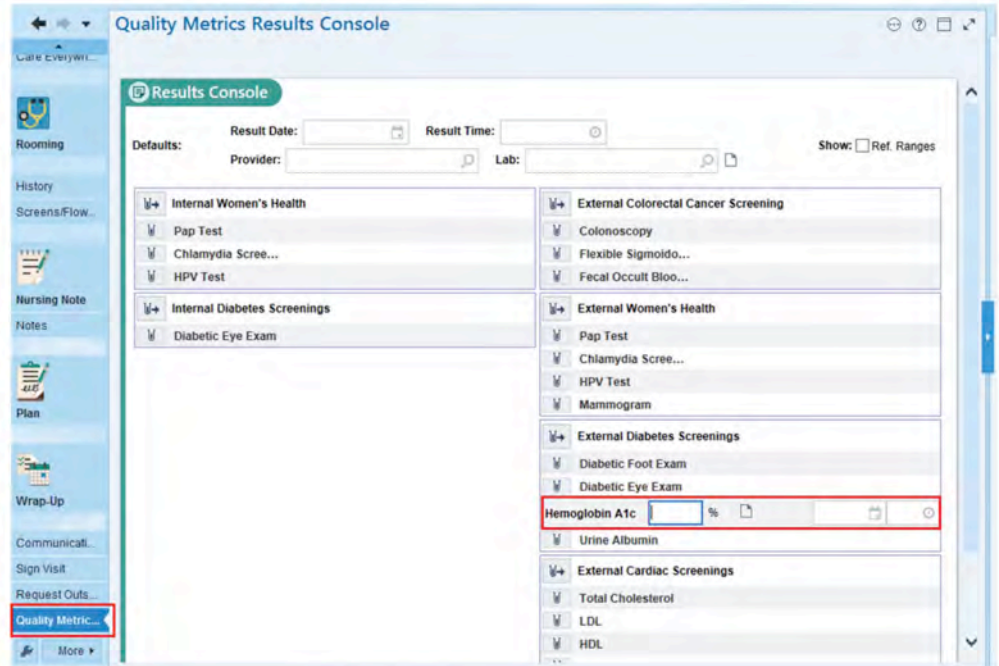 Quality Metrics Results Console
Care Everywh...
Rooming
History
Screens/Flow...
Nursing Note
Notes
Plan
Wrap-Up
Communicati...
Sign Visit
Request Outs...
Quality Metric...
More
Results Console
Defaults:
Result Date:
Result Time:
Show: Ref. Ranges
Provider:
Lab:
Internal Women's Health
Pap Test
Chlamydia Scree...
HPV Test
Internal Diabetes Screenings
Diabetic Eye Exam
External Colorectal Cancer Screening
Colonoscopy
Flexible Sigmoido...
Fecal Occult Bloo...
External Women's Health
Pap Test
Chlamydia Scree...
HPV Test
Mammogram
External Diabetes Screenings
Diabetic Foot Exam
Diabetic Eye Exam
Hemoglobin A1c %
Urine Albumin
External Cardiac Screenings
Total Cholesterol
LDL
HDL